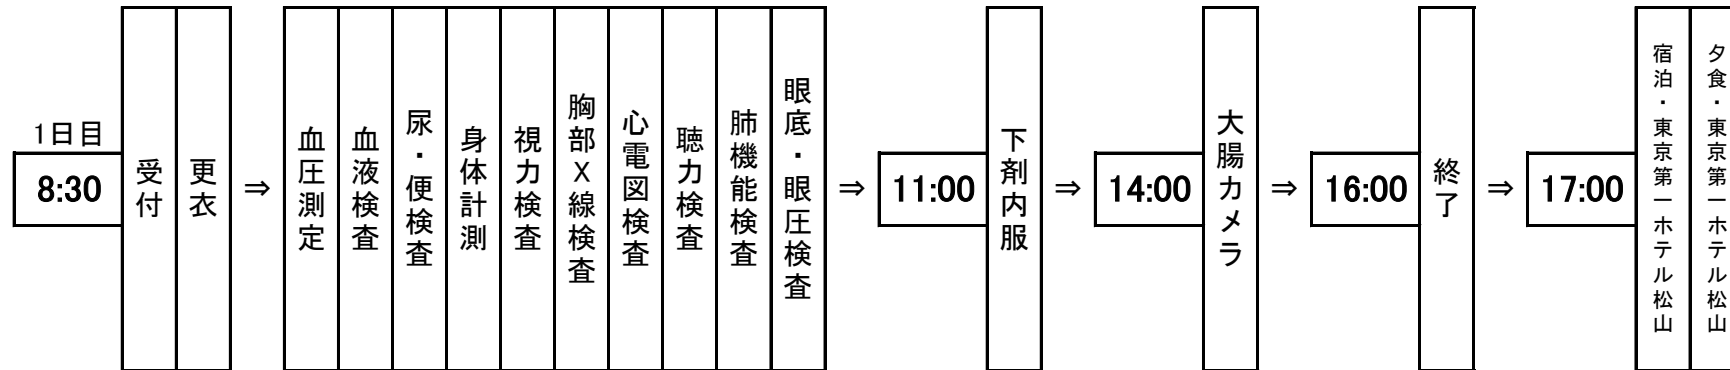 1日目
8:30
受付
更衣
⇒
血圧測定
血液検査
尿・便検査
身体計測
視力検査
胸部X線検査
心電図検査
聴力検査
肺機能検査
眼底・眼圧検査
⇒
11:00
下剤内服
⇒
14:00
大腸カメラ
⇒
16:00
終了
⇒
17:00
宿泊・東京第一ホテル松山
夕食・東京第一ホテル松山